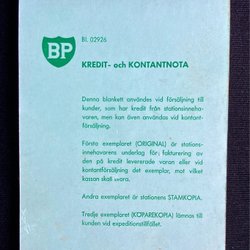 BP
BL 02926
KREDIT- och KONTANTNOTA
Denna blankett användes vid försäljning till
kunder, som har kredit från stationsinneha-
varen, men kan även användas vid kontant-
försäljning.
Första exemplaret (ORIGINAL) är stations-
innehavarens underlag för fakturering av
den på kredit levererade varan eller vid
kontantförsäljning det exemplar, mot vilket
kassan skall svara.
Andra exemplaret är stationens STAMKOPIA.
Tredje exemplaret (KÖPAREKOPIA) lämnas till
kunden vid expeditionstillfället.